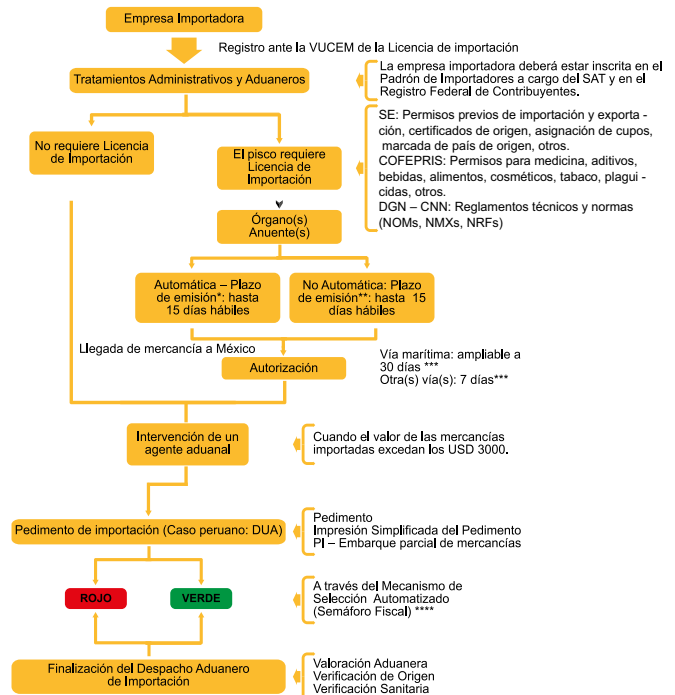 Empresa Importadora
Registro ante la VUCEM de la Licencia de importación
Tratamientos Administrativos y Aduaneros
La empresa importadora deberá estar inscrita en el
Padrón de Importadores a cargo del SAT y en el
Registro Federal de Contribuyentes.
No requiere Licencia
de Importación
El pisco requiere
Licencia de
Importación
SE: Permisos previos de importación y exporta -
ción, certificados de origen, asignación de cupos,
marcada de país de origen, otros.
COFEPRIS: Permisos para medicina, aditivos,
bebidas, alimentos, cosméticos, tabaco, plagui -
cidas, otros.
DGN – CNN: Reglamentos técnicos y normas
(NOMs, NMXs, NRFs)
Órgano(s)
Anuente(s)
Automática – Plazo
de emisión*: hasta
15 días hábiles
No Automática: Plazo
de emisión**: hasta 15
días hábiles
Llegada de mercancía a México
Autorización
Vía marítima: ampliable a
30 días ***
Otra(s) vía(s): 7 días***
Intervención de un
agente aduanal
Cuando el valor de las mercancías
importadas excedan los USD 3000.
Pedimento de importación (Caso peruano: DUA)
Pedimento
Impresión Simplificada del Pedimento
PI – Embarque parcial de mercancías
ROJO
VERDE
A través del Mecanismo de
Selección Automatizado
(Semáforo Fiscal) ****
Finalización del Despacho Aduanero
de Importación
Valoración Aduanera
Verificación de Origen
Verificación Sanitaria